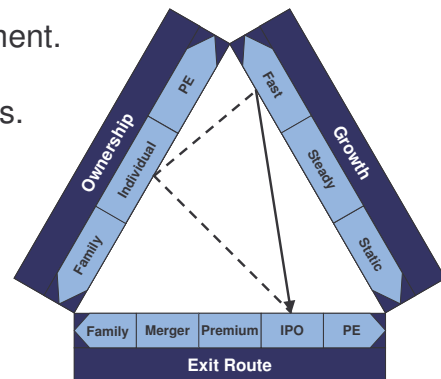 ment.
s.
Ownership
PE
Individual
Family
Fast
Steady
Static
Growth
Family Merger Premium IPO PE
Exit Route